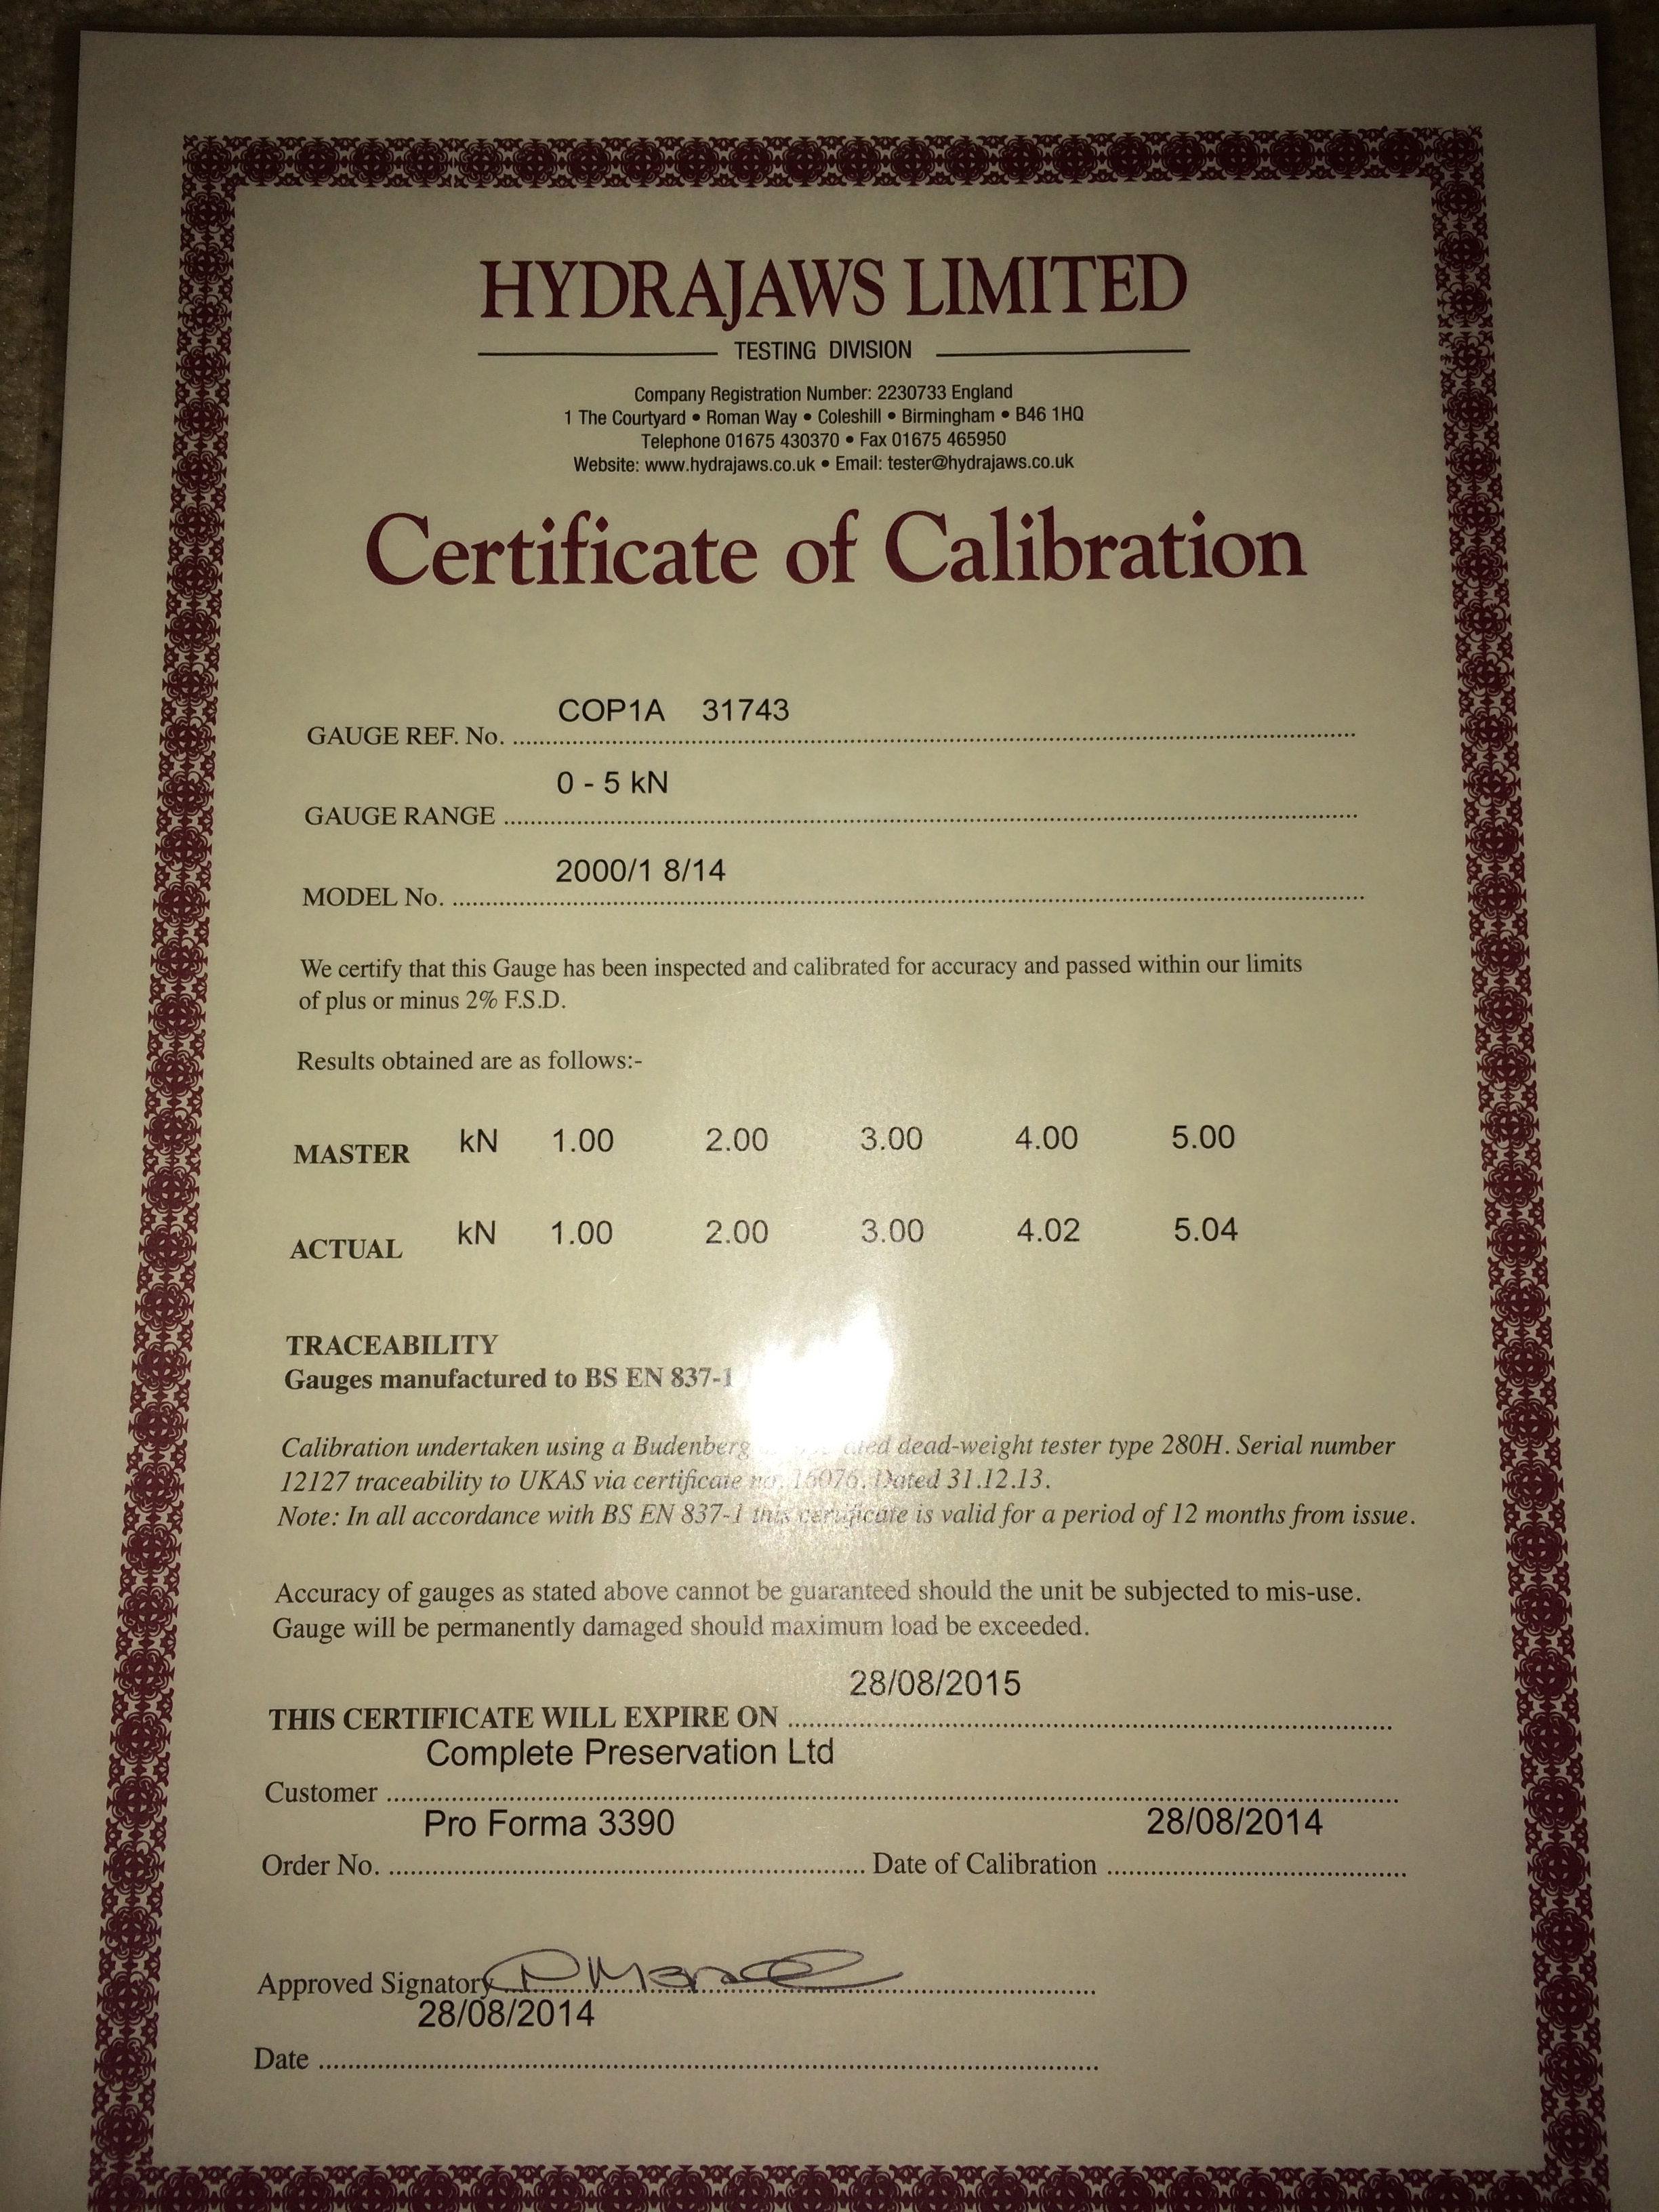 HYDRAJAWS LIMITED
TESTING DIVISION
Company Registration Number: 2230733 England
1 The Courtyard • Roman Way • Coleshill • Birmingham • B46 1HQ
Telephone 01675 430370 • Fax 01675 465950
Website: www.hydrajaws.co.uk • Email: tester@hydrajaws.co.uk
Certificate of Calibration
COP1A 31743
GAUGE REF. No.
0 - 5 kN
GAUGE RANGE
2000/1 8/14
MODEL No.
We certify that this Gauge has been inspected and calibrated for accuracy and passed within our limits
of plus or minus 2% F.S.D.
Results obtained are as follows:-
MASTER kN 1.00 2.00 3.00 4.00 5.00
ACTUAL kN 1.00 2.00 3.00 4.02 5.04
TRACEABILITY
Gauges manufactured to BS EN 837-1
Calibration undertaken using a Budenberg dead-weight tester type 280H. Serial number
12127 traceability to UKAS via certificate no. 16076. Dated 31.12.13.
Note: In all accordance with BS EN 837-1 this certificate is valid for a period of 12 months from issue.
Accuracy of gauges as stated above cannot be guaranteed should the unit be subjected to mis-use.
Gauge will be permanently damaged should maximum load be exceeded.
28/08/2015
THIS CERTIFICATE WILL EXPIRE ON
Complete Preservation Ltd
Customer
Pro Forma 3390 28/08/2014
Order No. Date of Calibration
Approved Signatory
28/08/2014
Date